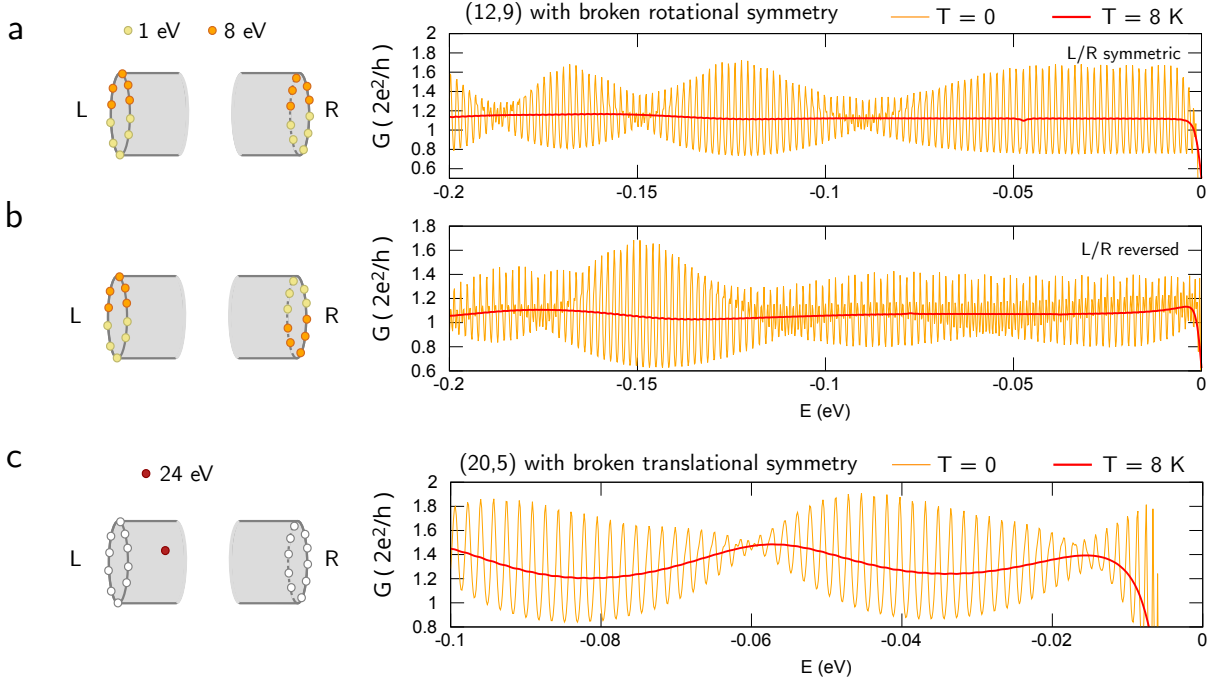 a
1 eV 8 eV
L R
(12,9) with broken rotational symmetry T = 0 T = 8 K
L/R symmetric
G ( 2e²/h )
2
1.8
1.6
1.4
1.2
1
0.8
0.6
-0.2 -0.15 -0.1 -0.05 0
b
L R
L/R reversed
G ( 2e²/h )
1.8
1.6
1.4
1.2
1
0.8
0.6
-0.2 -0.15 -0.1 -0.05 0
E (eV)
c
24 eV
L R
(20,5) with broken translational symmetry T = 0 T = 8 K
G ( 2e²/h )
2
1.8
1.6
1.4
1.2
1
0.8
-0.1 -0.08 -0.06 -0.04 -0.02 0
E (eV)